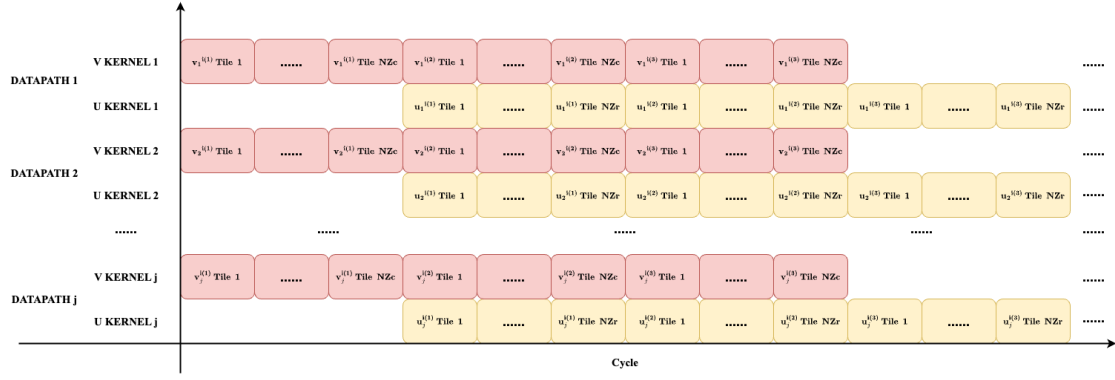 V KERNEL 1 v₁ⁱ⁽¹⁾ Tile 1 ...... v₁ⁱ⁽¹⁾ Tile NZc v₁ⁱ⁽²⁾ Tile 1 ...... v₁ⁱ⁽²⁾ Tile NZc v₁ⁱ⁽³⁾ Tile 1 ...... v₁ⁱ⁽³⁾ Tile NZc ......
DATAPATH 1
U KERNEL 1 u₁ⁱ⁽¹⁾ Tile 1 ...... u₁ⁱ⁽¹⁾ Tile NZr u₁ⁱ⁽²⁾ Tile 1 ...... u₁ⁱ⁽²⁾ Tile NZr u₁ⁱ⁽³⁾ Tile 1 ...... u₁ⁱ⁽³⁾ Tile NZr ......
V KERNEL 2 v₂ⁱ⁽¹⁾ Tile 1 ...... v₂ⁱ⁽¹⁾ Tile NZc v₂ⁱ⁽²⁾ Tile 1 ...... v₂ⁱ⁽²⁾ Tile NZc v₂ⁱ⁽³⁾ Tile 1 ...... v₂ⁱ⁽³⁾ Tile NZc ......
DATAPATH 2
U KERNEL 2 u₂ⁱ⁽¹⁾ Tile 1 ...... u₂ⁱ⁽¹⁾ Tile NZr u₂ⁱ⁽²⁾ Tile 1 ...... u₂ⁱ⁽²⁾ Tile NZr u₂ⁱ⁽³⁾ Tile 1 ...... u₂ⁱ⁽³⁾ Tile NZr ......
...... ...... ...... ...... ......
V KERNEL j vⱼⁱ⁽¹⁾ Tile 1 ...... vⱼⁱ⁽¹⁾ Tile NZc vⱼⁱ⁽²⁾ Tile 1 ...... vⱼⁱ⁽²⁾ Tile NZc vⱼⁱ⁽³⁾ Tile 1 ...... vⱼⁱ⁽³⁾ Tile NZc ......
DATAPATH j
U KERNEL j uⱼⁱ⁽¹⁾ Tile 1 ...... uⱼⁱ⁽¹⁾ Tile NZr uⱼⁱ⁽²⁾ Tile 1 ...... uⱼⁱ⁽²⁾ Tile NZr uⱼⁱ⁽³⁾ Tile 1 ...... uⱼⁱ⁽³⁾ Tile NZr ......
Cycle